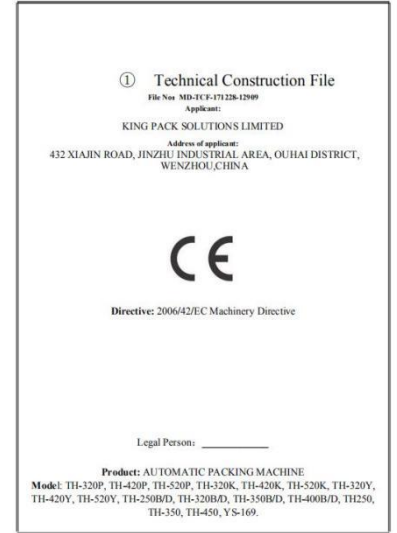 ① Technical Construction File
File No: MD-TCF-171228-12909
Applicant:
KING PACK SOLUTIONS LIMITED
Address of applicant:
432 XIAJIN ROAD, JINZHU INDUSTRIAL AREA, OUHAI DISTRICT,
WENZHOU,CHINA
CE
Directive: 2006/42/EC Machinery Directive
Legal Person: ___________
Product: AUTOMATIC PACKING MACHINE
Model: TH-320P, TH-420P, TH-520P, TH-320K, TH-420K, TH-520K, TH-320Y,
TH-420Y, TH-520Y, TH-250B/D, TH-320B/D, TH-350B/D, TH-400B/D, TH250,
TH-350, TH-450, YS-169.